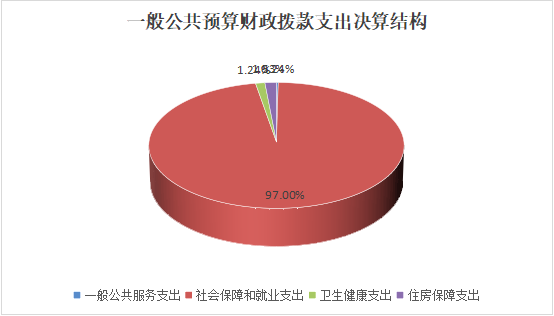 一般公共预算财政拨款支出决算结构
1.24%
97.00%
一般公共服务支出 社会保障和就业支出 卫生健康支出 住房保障支出